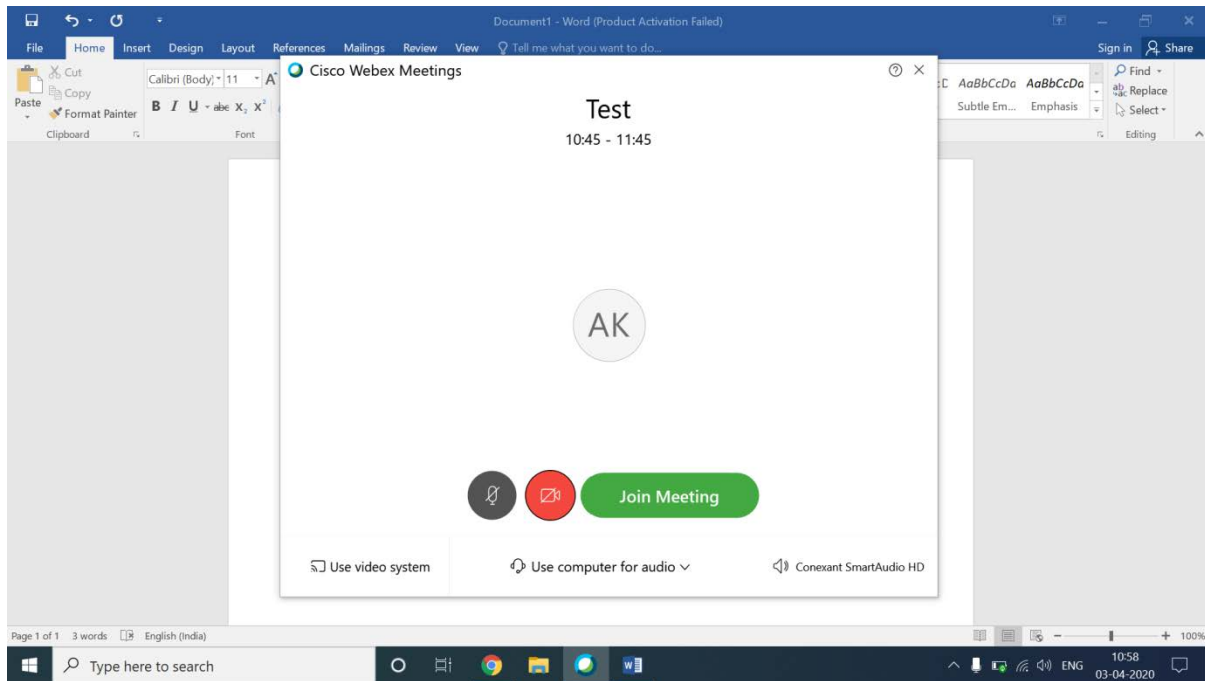 Document1 - Word (Product Activation Failed)
File Home Insert Design Layout References Mailings Review View Tell me what you want to do... Sign in Share
Paste
Cut
Copy
Format Painter
Clipboard
Calibri (Body) 11 A
B I U abc X₂ X²
Font
AaBbCcDa AaBbCcDa
Subtle Em... Emphasis
Find
Replace
Select
Editing
Cisco Webex Meetings
Test
10:45 - 11:45
AK
Join Meeting
Use video system Use computer for audio Conexant SmartAudio HD
Page 1 of 1 3 words English (India) 100%
Type here to search ENG 10:58
03-04-2020